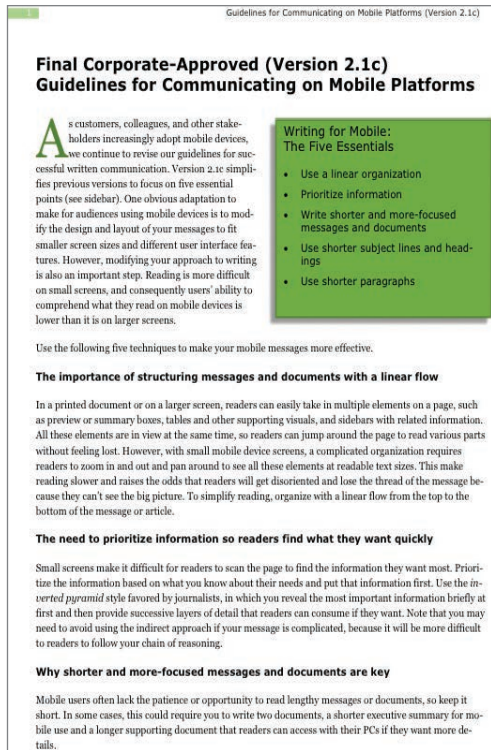 1
Guidelines for Communicating on Mobile Platforms (Version 2.1c)
Final Corporate-Approved (Version 2.1c)
Guidelines for Communicating on Mobile Platforms
As customers, colleagues, and other stake-
holders increasingly adopt mobile devices,
we continue to revise our guidelines for suc-
cessful written communication. Version 2.1c simpli-
fies previous versions to focus on five essential
points (see sidebar). One obvious adaptation to
make for audiences using mobile devices is to mod-
ify the design and layout of your messages to fit
smaller screen sizes and different user interface fea-
tures. However, modifying your approach to writing
is also an important step. Reading is more difficult
on small screens, and consequently users' ability to
comprehend what they read on mobile devices is
lower than it is on larger screens.
Writing for Mobile:
The Five Essentials
• Use a linear organization
• Prioritize information
• Write shorter and more-focused
messages and documents
• Use shorter subject lines and head-
ings
• Use shorter paragraphs
Use the following five techniques to make your mobile messages more effective.
The importance of structuring messages and documents with a linear flow
In a printed document or on a larger screen, readers can easily take in multiple elements on a page, such
as preview or summary boxes, tables and other supporting visuals, and sidebars with related information.
All these elements are in view at the same time, so readers can jump around the page to read various parts
without feeling lost. However, with small mobile device screens, a complicated organization requires
readers to zoom in and out and pan around to see all these elements at readable text sizes. This make
reading slower and raises the odds that readers will get disoriented and lose the thread of the message be-
cause they can't see the big picture. To simplify reading, organize with a linear flow from the top to the
bottom of the message or article.
The need to prioritize information so readers find what they want quickly
Small screens make it difficult for readers to scan the page to find the information they want most. Priori-
tize the information based on what you know about their needs and put that information first. Use the in-
verted pyramid style favored by journalists, in which you reveal the most important information briefly at
first and then provide successive layers of detail that readers can consume if they want. Note that you may
need to avoid using the indirect approach if your message is complicated, because it will be more difficult
to readers to follow your chain of reasoning.
Why shorter and more-focused messages and documents are key
Mobile users often lack the patience or opportunity to read lengthy messages or documents, so keep it
short. In some cases, this could require you to write two documents, a shorter executive summary for mo-
bile use and a longer supporting document that readers can access with their PCs if they want more de-
tails.